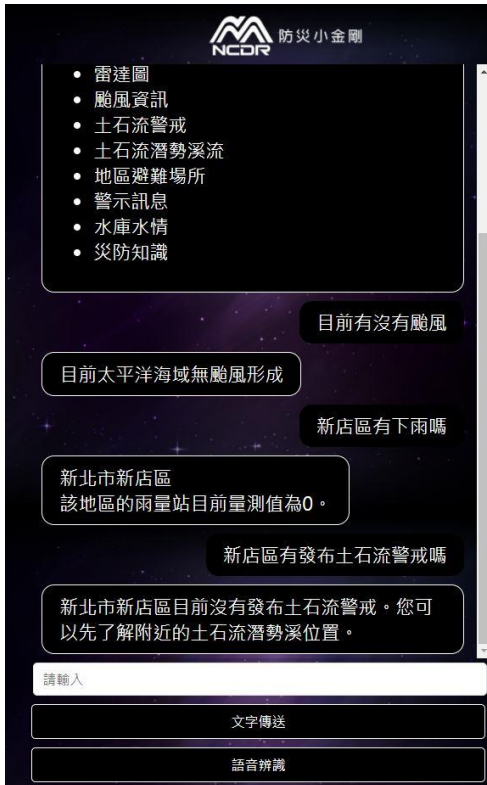 NCDR 防災小金剛
雷達圖
颱風資訊
土石流警戒
土石流潛勢溪流
地區避難場所
警示訊息
水庫水情
災防知識
目前有沒有颱風
目前太平洋海域無颱風形成
新店區有下雨嗎
新北市新店區
該地區的雨量站目前量測值為0。
新店區有發布土石流警戒嗎
新北市新店區目前沒有發布土石流警戒。您可
以先了解附近的土石流潛勢溪位置。
請輸入
文字傳送
語音辨識